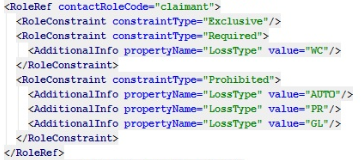 <RoleRef contactRoleCode="claimant">
  <RoleConstraint constraintType="Exclusive"/>
  <RoleConstraint constraintType="Required">
    <AdditionalInfo propertyName="LossType" value="WC"/>
  </RoleConstraint>
  <RoleConstraint constraintType="Prohibited">
    <AdditionalInfo propertyName="LossType" value="AUTO"/>
    <AdditionalInfo propertyName="LossType" value="PR"/>
    <AdditionalInfo propertyName="LossType" value="GL"/>
  </RoleConstraint>
</RoleRef>